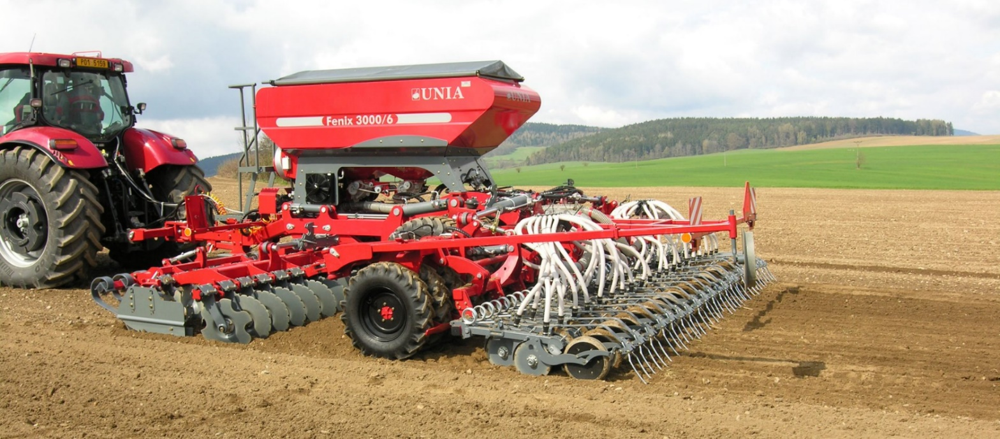 P01 5159
UNIA
UNIA
Fenix 3000/6